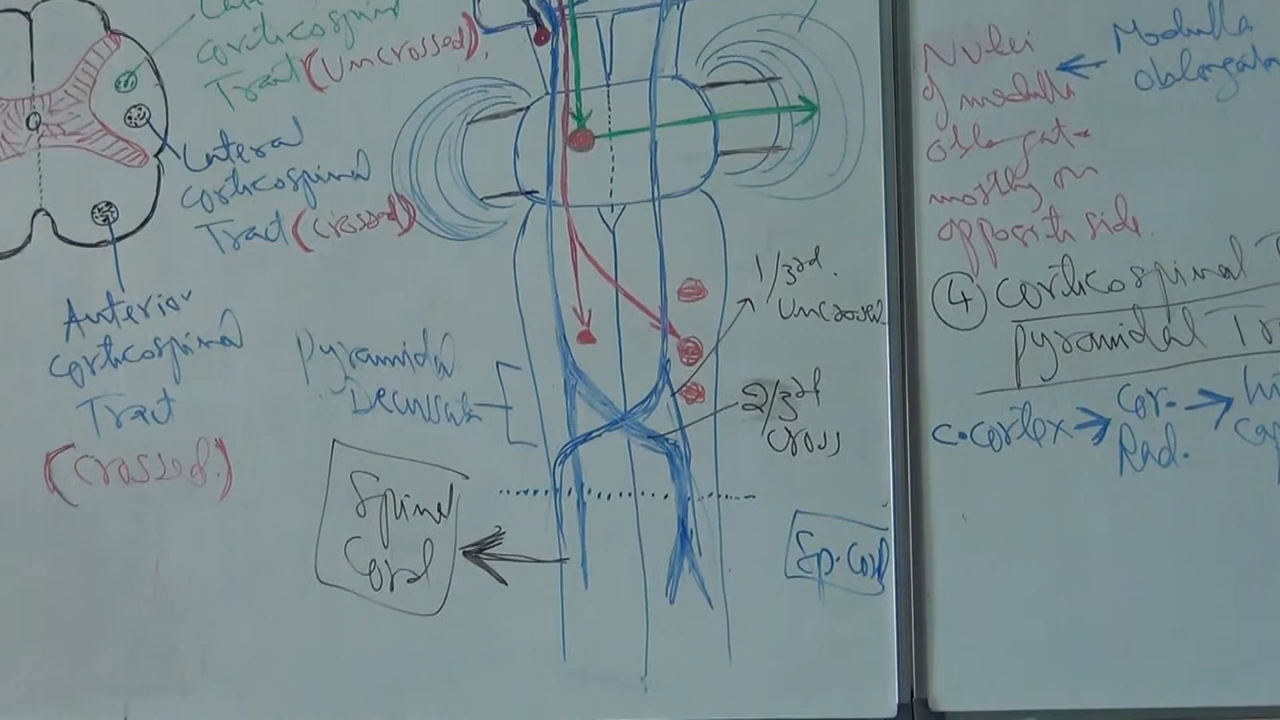 corticospinal
Tract (Uncrossed).
Lateral
corticospinal
Tract (Crossed)
Anterior
corticospinal
Tract
(Crossed.)
Pyramidal
Decussat
1/3rd.
Uncrossed
2/3rd
Cross
Spinal
Cord
Sp. Cord
Medulla
oblongata
Nuclei
of medulla
oblongata
mostly on
opposite side.
④ Corticospinal T
Pyramidal Tr
C. Cortex → Cor. Rad. →